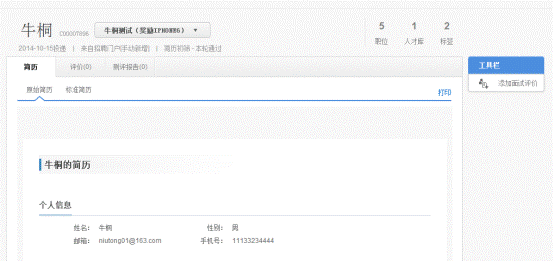 牛桐 C00007896 牛桐测试（奖励IPHONE6）
5 1 2
职位 人才库 标签
2014-10-15投递 | 来自招聘门户(手动新增) | 简历初筛 - 本轮通过
简历 评价(0) 测评报告(0)
工具栏
添加面试评价
原始简历 标准简历 打印
牛桐的简历
个人信息
姓名： 牛桐 性别： 男
邮箱： niutong01@163.com 手机号： 11133234444